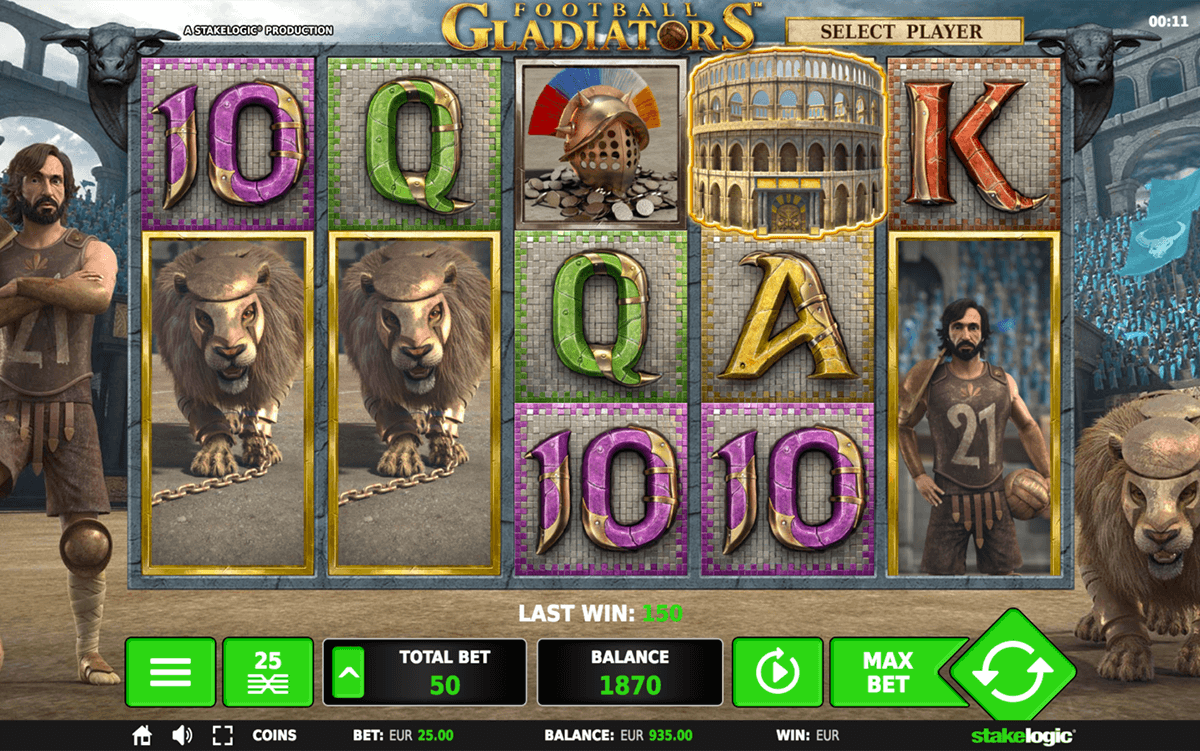 A STAKELOGIC® PRODUCTION
FOOTBALL
GLADIATORS™
SELECT PLAYER
00:11
10 Q K
Q A
10 10
21
21
LAST WIN: 150
25
TOTAL BET
50
BALANCE
1870
MAX
BET
COINS BET: EUR 25.00 BALANCE: EUR 935.00 WIN: EUR
stakelogic®